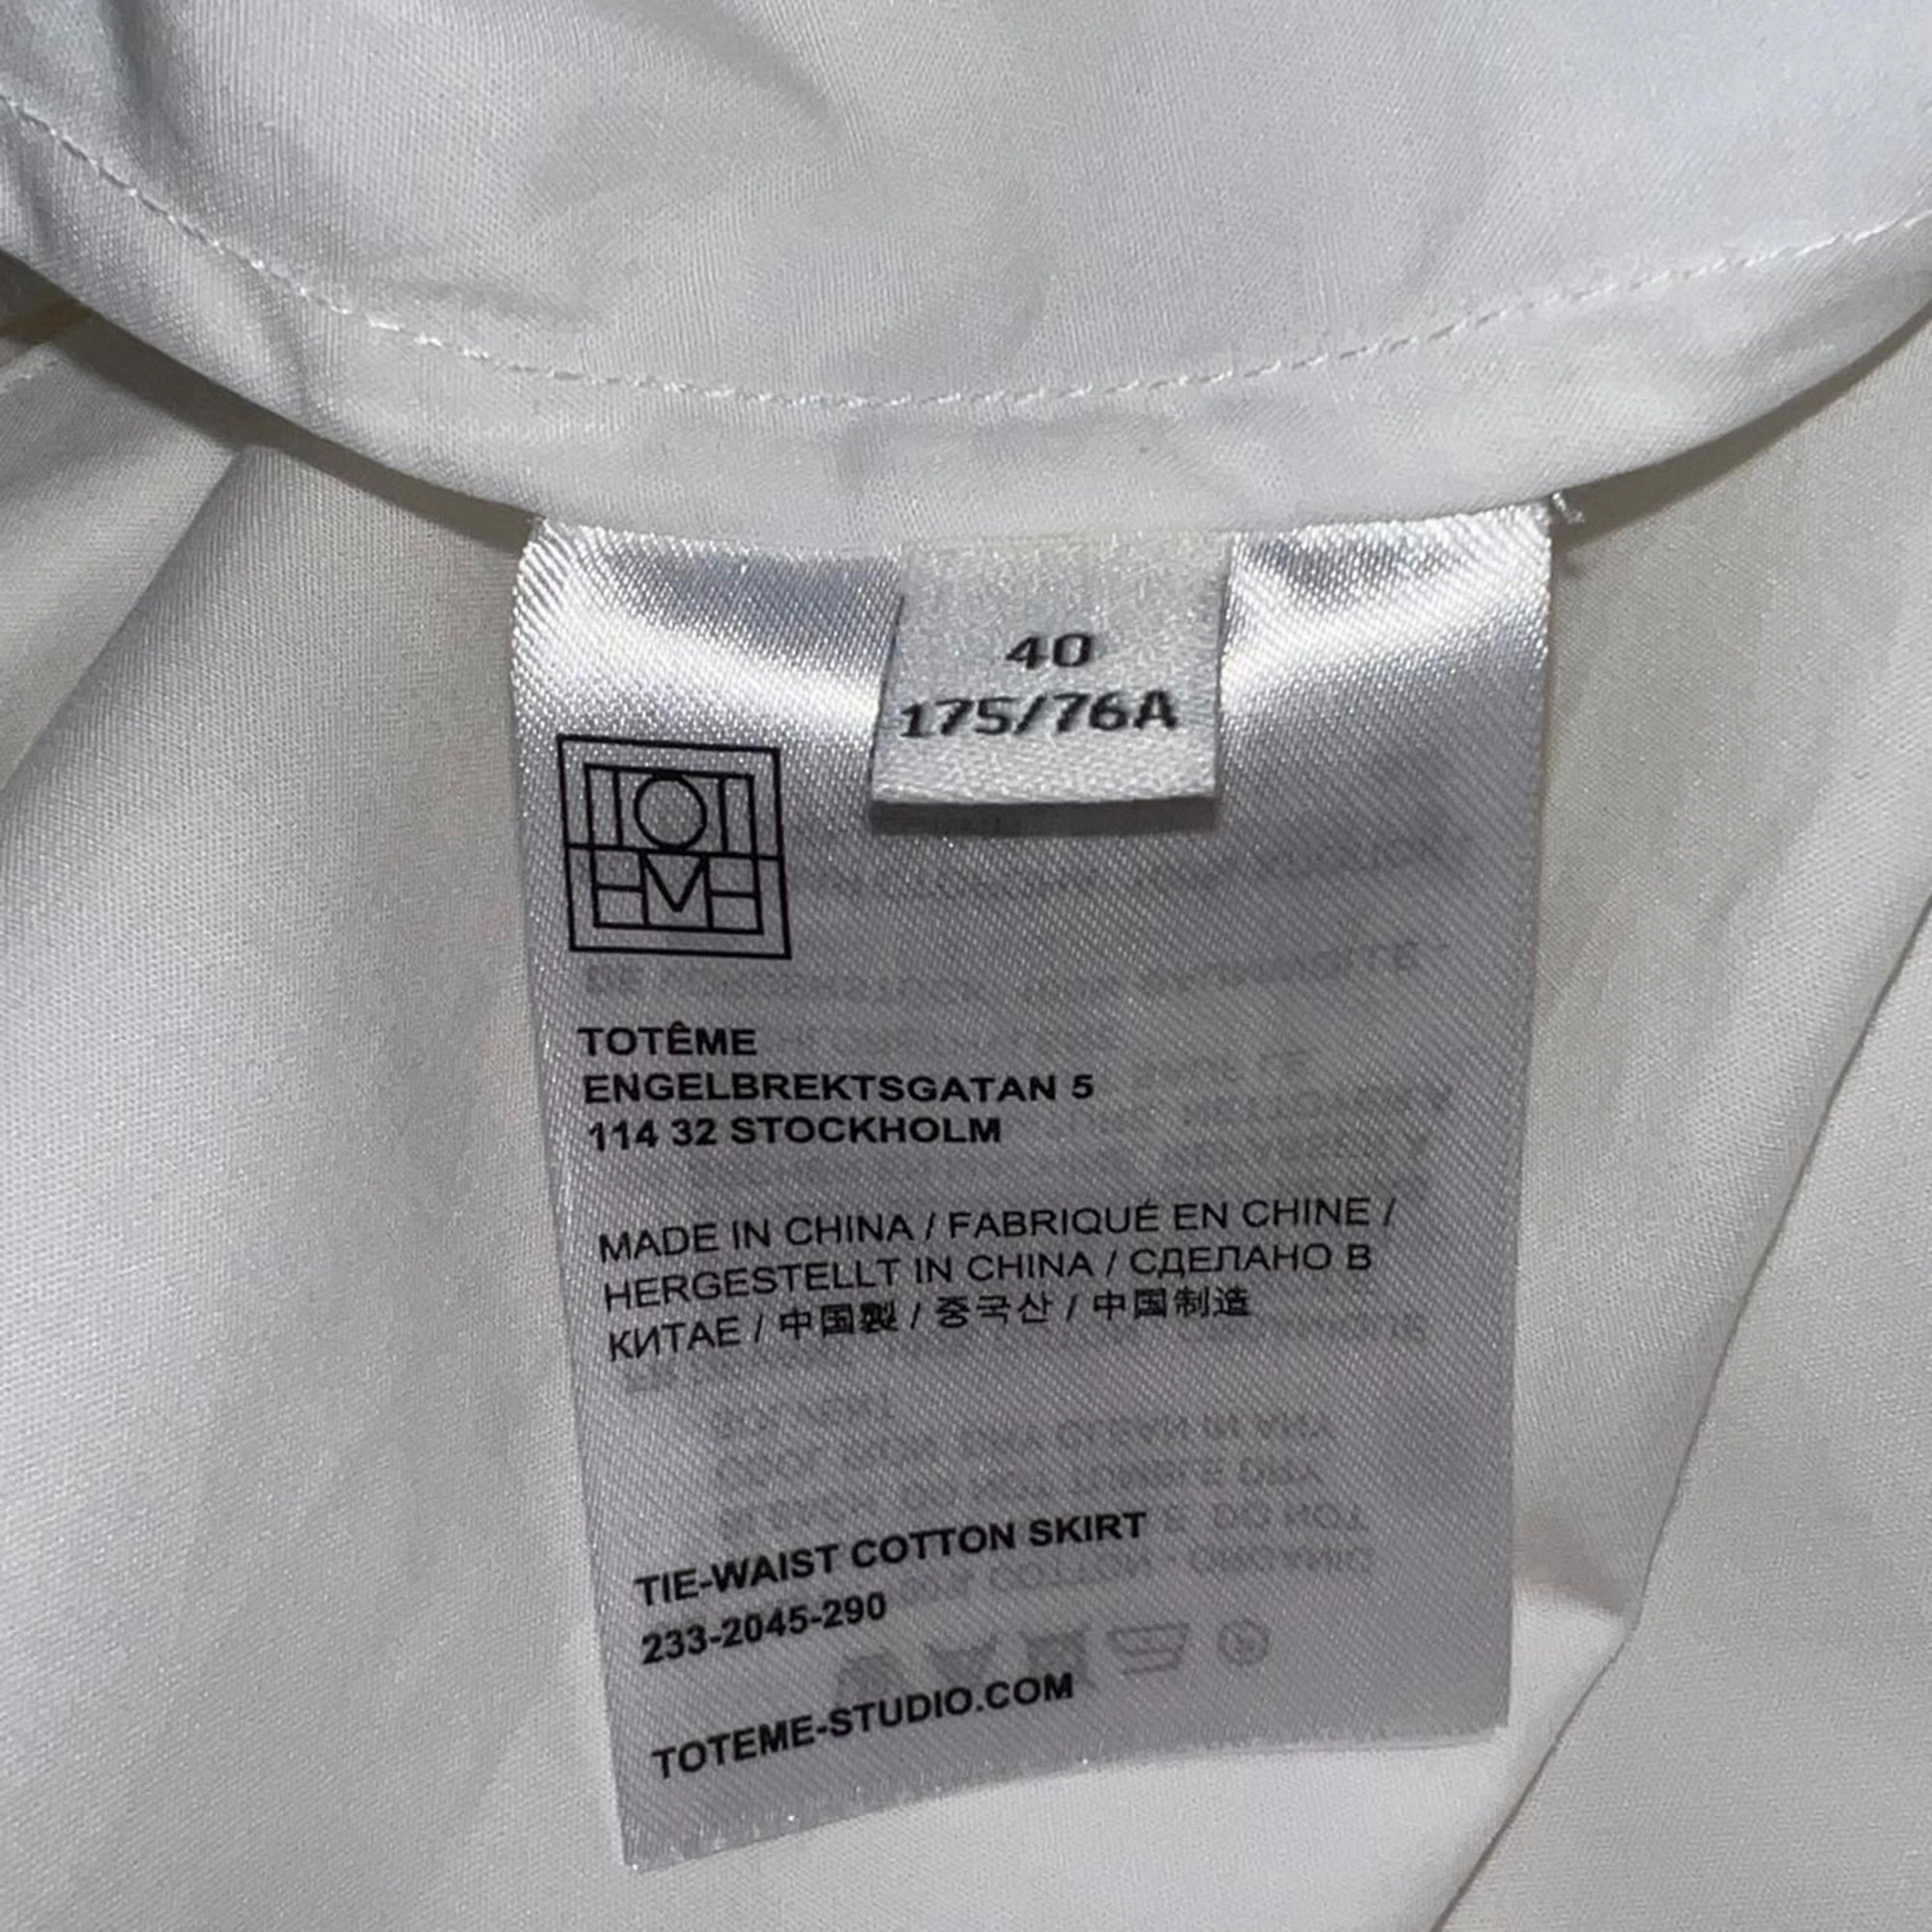 40
175/76A
TOTÊME
ENGELBREKTSGATAN 5
114 32 STOCKHOLM
MADE IN CHINA / FABRIQUÉ EN CHINE /
HERGESTELLT IN CHINA / СДЕЛАНО В
КИТАЕ / 中国製 / 중국산 / 中国制造
TIE-WAIST COTTON SKIRT
233-2045-290
TOTEME-STUDIO.COM